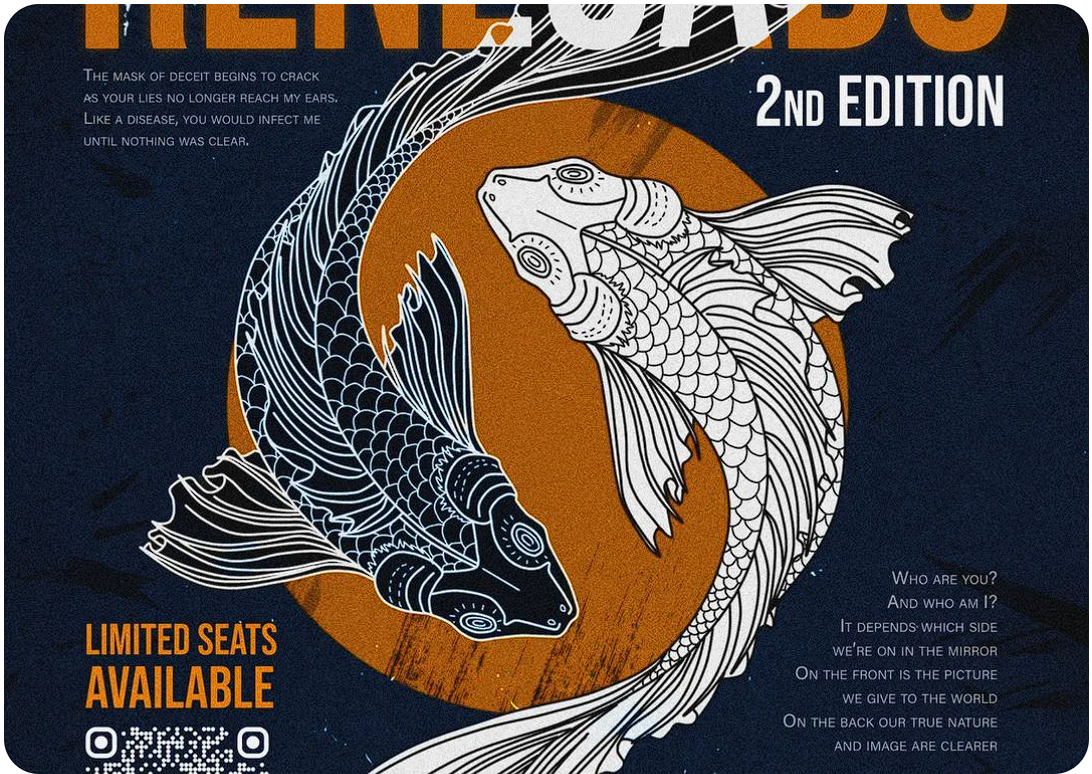 RENEGADO
2ND EDITION
THE MASK OF DECEIT BEGINS TO CRACK
AS YOUR LIES NO LONGER REACH MY EARS.
LIKE A DISEASE, YOU WOULD INFECT ME
UNTIL NOTHING WAS CLEAR.
LIMITED SEATS
AVAILABLE
WHO ARE YOU?
AND WHO AM I?
IT DEPENDS WHICH SIDE
WE'RE ON IN THE MIRROR
ON THE FRONT IS THE PICTURE
WE GIVE TO THE WORLD
ON THE BACK OUR TRUE NATURE
AND IMAGE ARE CLEARER